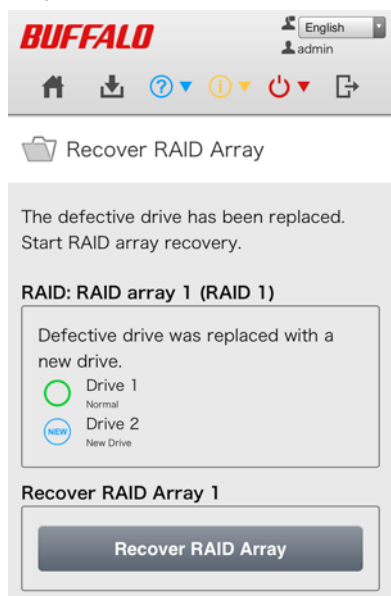 BUFFALO
English
admin
Recover RAID Array
The defective drive has been replaced.
Start RAID array recovery.
RAID: RAID array 1 (RAID 1)
Defective drive was replaced with a
new drive.
Drive 1
Normal
NEW
Drive 2
New Drive
Recover RAID Array 1
Recover RAID Array